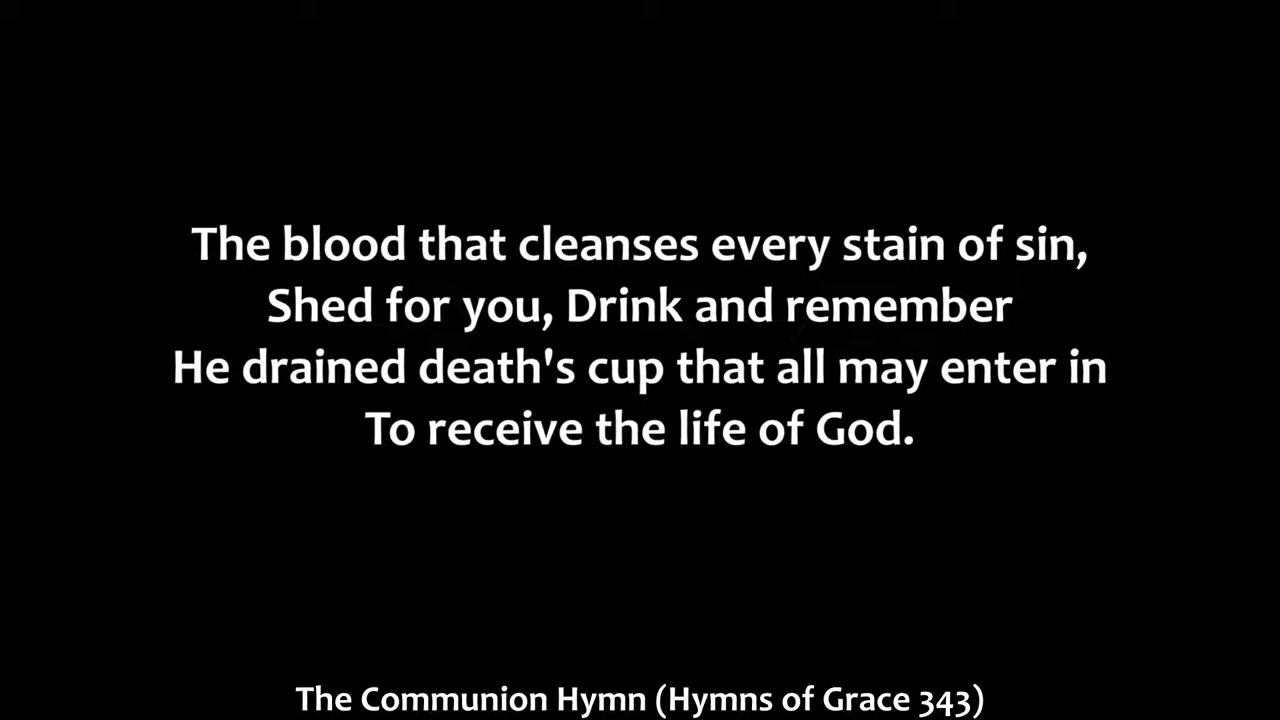 The blood that cleanses every stain of sin,
Shed for you, Drink and remember
He drained death's cup that all may enter in
To receive the life of God.
The Communion Hymn (Hymns of Grace 343)